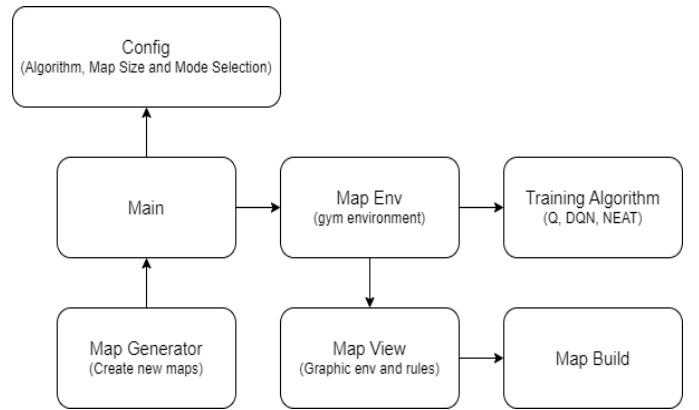 Config
(Algorithm, Map Size and Mode Selection)
Main
Map Env
(gym environment)
Training Algorithm
(Q, DQN, NEAT)
Map Generator
(Create new maps)
Map View
(Graphic env and rules)
Map Build